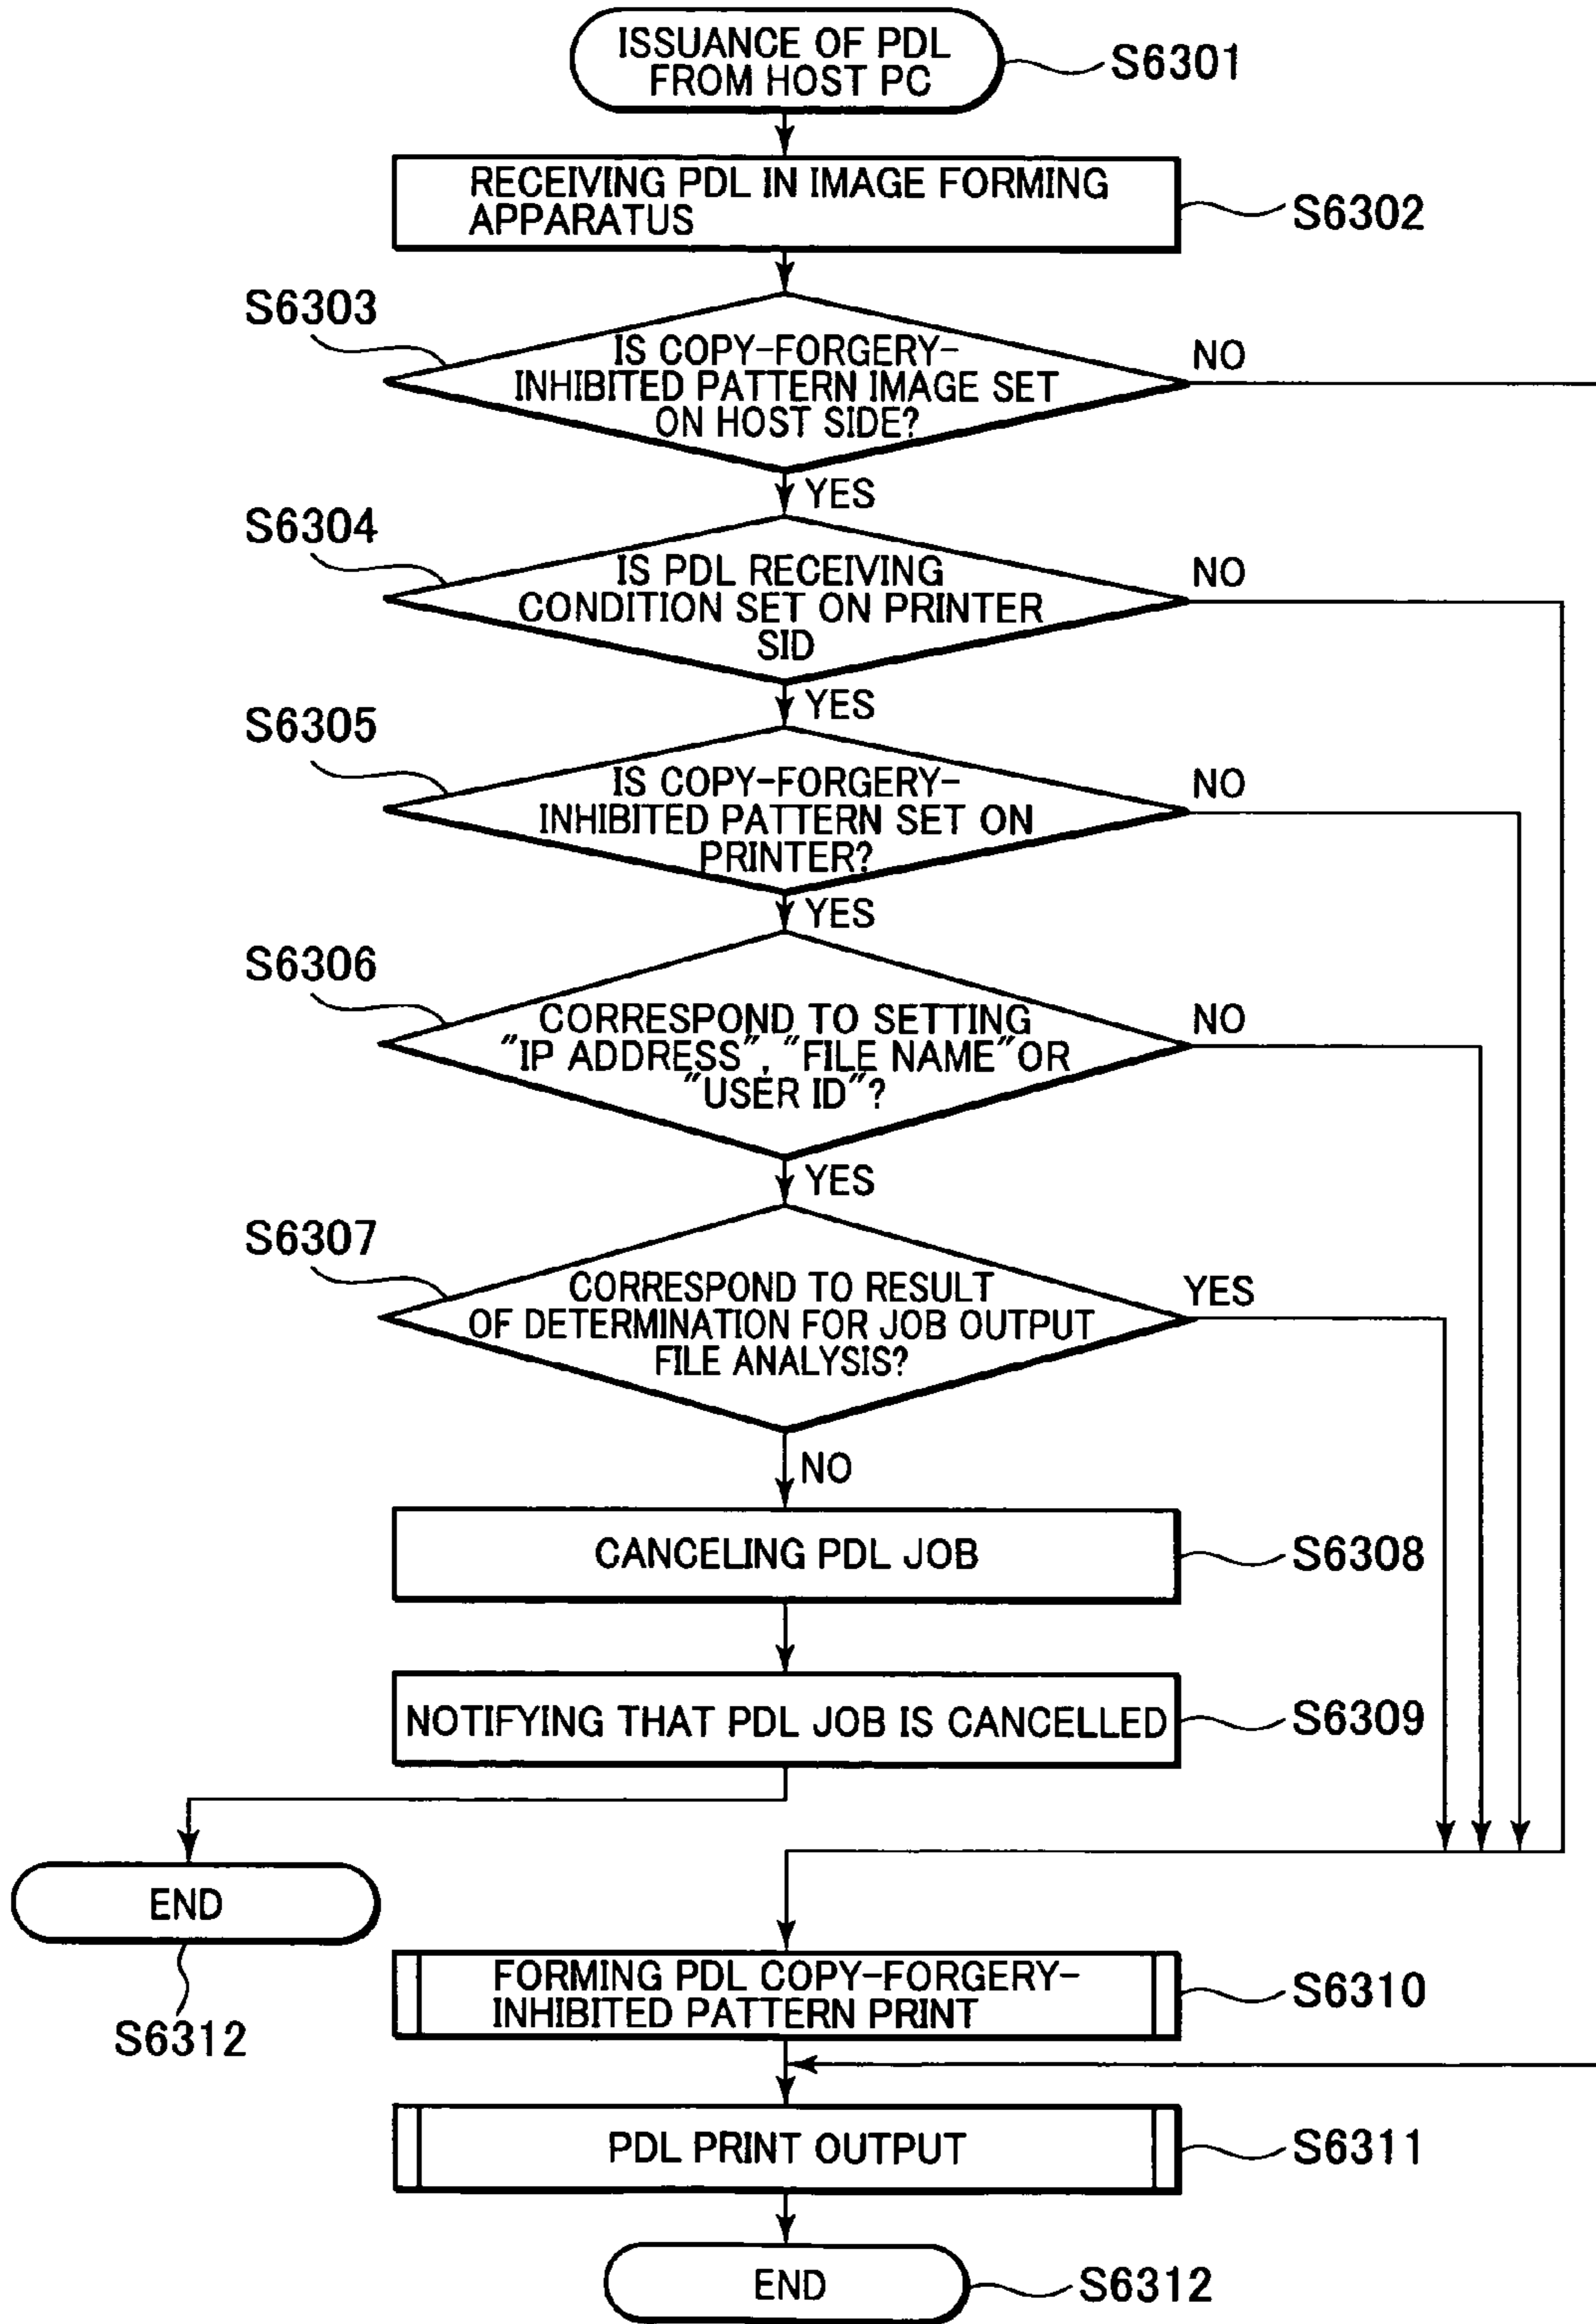 ISSUANCE OF PDL
FROM HOST PC
S6301
RECEIVING PDL IN IMAGE FORMING
APPARATUS
S6302
S6303
IS COPY-FORGERY-
INHIBITED PATTERN IMAGE SET
ON HOST SIDE?
NO
YES
S6304
IS PDL RECEIVING
CONDITION SET ON PRINTER
SID
NO
YES
S6305
IS COPY-FORGERY-
INHIBITED PATTERN SET ON
PRINTER?
NO
YES
S6306
CORRESPOND TO SETTING
"IP ADDRESS", "FILE NAME" OR
"USER ID"?
NO
YES
S6307
CORRESPOND TO RESULT
OF DETERMINATION FOR JOB OUTPUT
FILE ANALYSIS?
YES
NO
CANCELING PDL JOB
S6308
NOTIFYING THAT PDL JOB IS CANCELLED
S6309
END
S6312
FORMING PDL COPY-FORGERY-
INHIBITED PATTERN PRINT
S6310
PDL PRINT OUTPUT
S6311
END
S6312